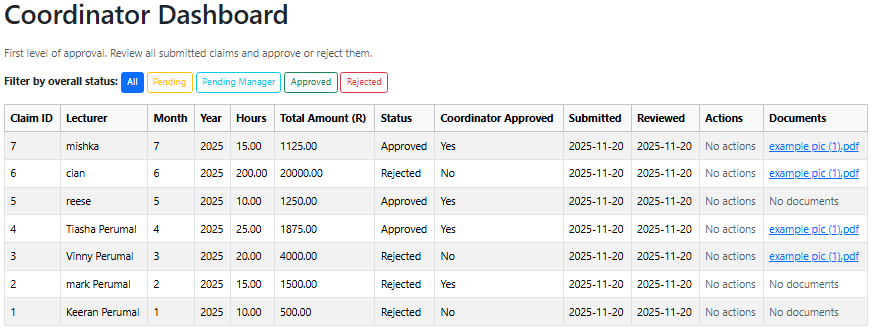 Coordinator Dashboard
First level of approval. Review all submitted claims and approve or reject them.
Filter by overall status: All Pending Pending Manager Approved Rejected
Claim ID Lecturer Month Year Hours Total Amount (R) Status Coordinator Approved Submitted Reviewed Actions Documents
7 mishka 7 2025 15.00 1125.00 Approved Yes 2025-11-20 2025-11-20 No actions example pic (1).pdf
6 cian 6 2025 200.00 20000.00 Rejected No 2025-11-20 2025-11-20 No actions example pic (1).pdf
5 reese 5 2025 10.00 1250.00 Approved Yes 2025-11-20 2025-11-20 No actions No documents
4 Tiasha Perumal 4 2025 25.00 1875.00 Approved Yes 2025-11-20 2025-11-20 No actions example pic (1).pdf
3 Vinny Perumal 3 2025 20.00 4000.00 Rejected No 2025-11-20 2025-11-20 No actions example pic (1).pdf
2 mark Perumal 2 2025 15.00 1500.00 Rejected Yes 2025-11-20 2025-11-20 No actions No documents
1 Keeran Perumal 1 2025 10.00 500.00 Rejected No 2025-11-20 2025-11-20 No actions No documents